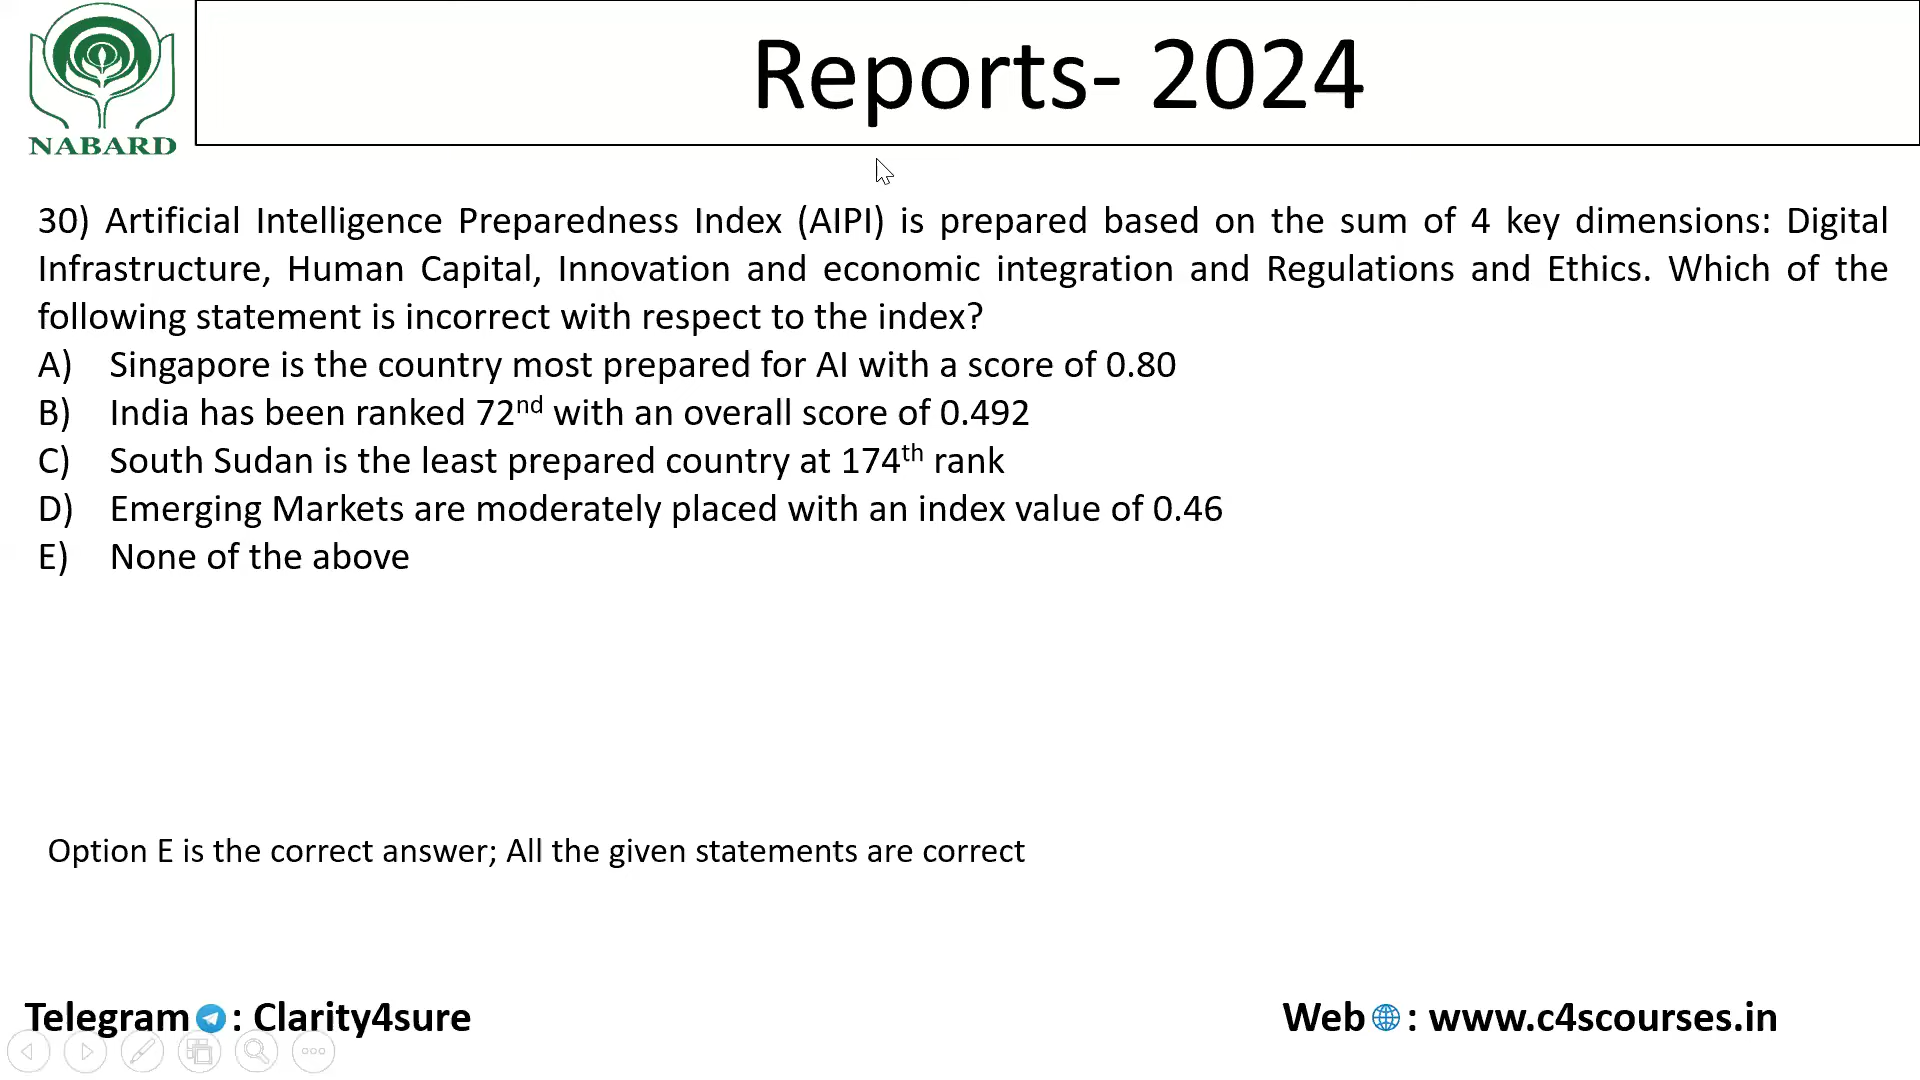 NABARD
Reports- 2024
30) Artificial Intelligence Preparedness Index (AIPI) is prepared based on the sum of 4 key dimensions: Digital
Infrastructure, Human Capital, Innovation and economic integration and Regulations and Ethics. Which of the
following statement is incorrect with respect to the index?
A) Singapore is the country most prepared for AI with a score of 0.80
B) India has been ranked 72nd with an overall score of 0.492
C) South Sudan is the least prepared country at 174th rank
D) Emerging Markets are moderately placed with an index value of 0.46
E) None of the above
Option E is the correct answer; All the given statements are correct
Telegram : Clarity4sure
Web : www.c4scourses.in